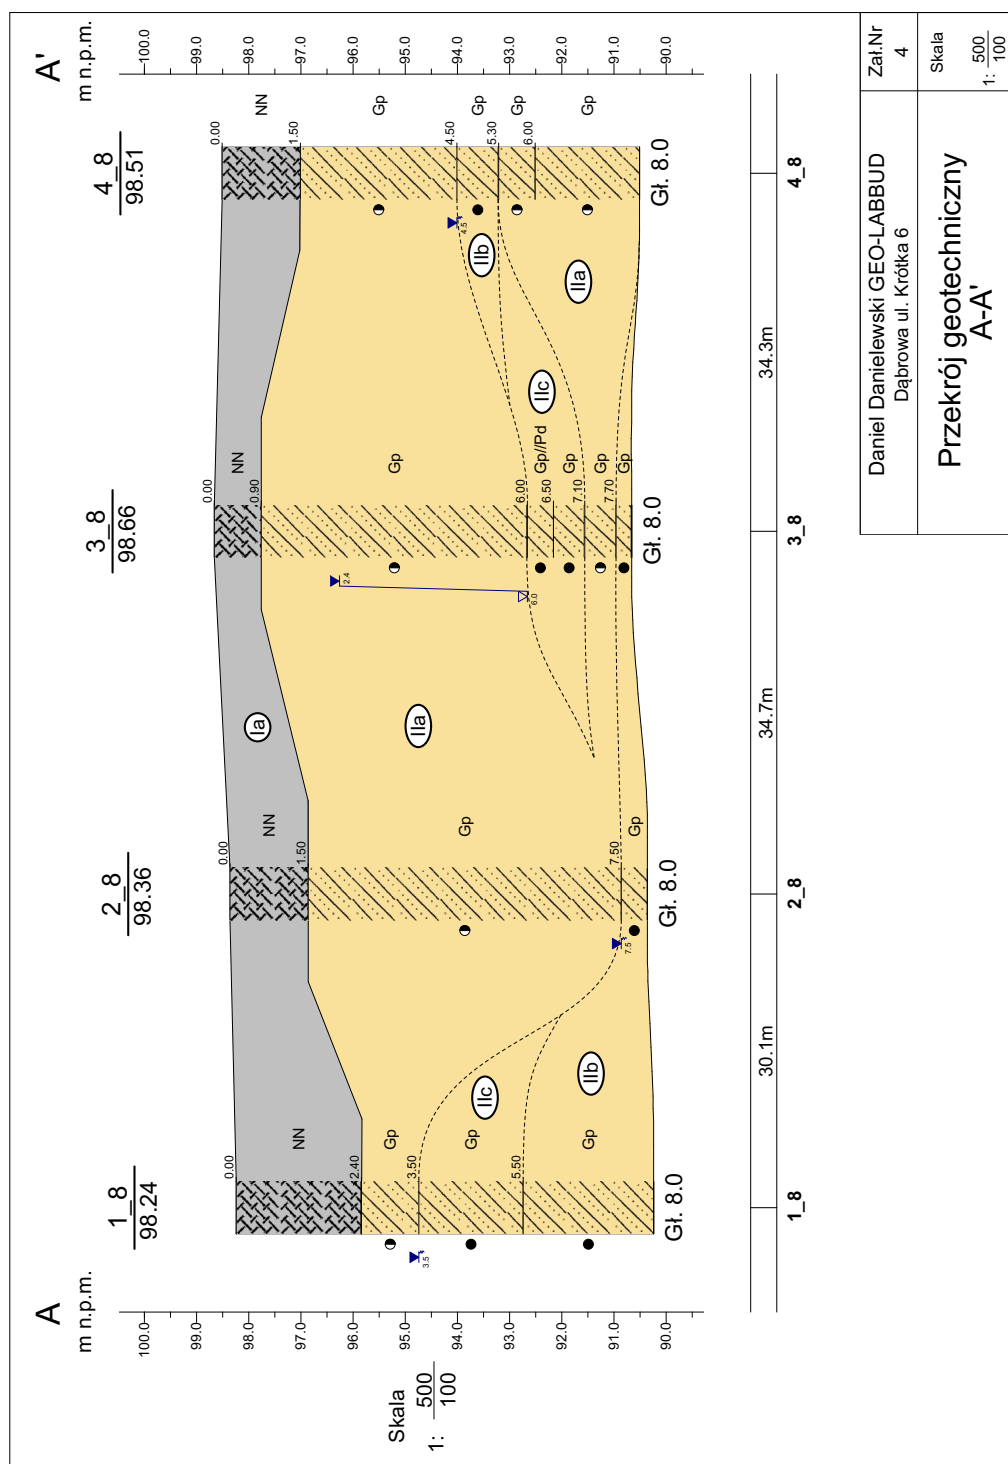 A
m n.p.m.
A'
m n.p.m.
1_8
98.24
2_8
98.36
3_8
98.66
4_8
98.51
100.0
99.0
98.0
97.0
96.0
95.0
94.0
93.0
92.0
91.0
90.0
100.0
99.0
98.0
97.0
96.0
95.0
94.0
93.0
92.0
91.0
90.0
Skala
1: 500
100
0.00
NN
2.40
Gp
3.50
Gp
5.50
Gp
3.5
Gł. 8.0
0.00
NN
1.50
Gp
7.50
Gp
7.5
Gł. 8.0
0.00
NN
0.90
Gp
6.00
Gp//Pd
6.50
Gp
7.10
Gp
7.70
Gp
2.4
6.0
Gł. 8.0
0.00
NN
1.50
Gp
4.50
Gp
5.30
Gp
6.00
Gp
4.5
Gł. 8.0
Ia
IIa
IIc
IIb
IIc
IIb
IIa
30.1m
34.7m
34.3m
1_8
2_8
3_8
4_8
Daniel Danielewski GEO-LABBUD
Dąbrowa ul. Krótka 6
Zał.Nr
4
Przekrój geotechniczny
A-A'
Skala
1: 500
100